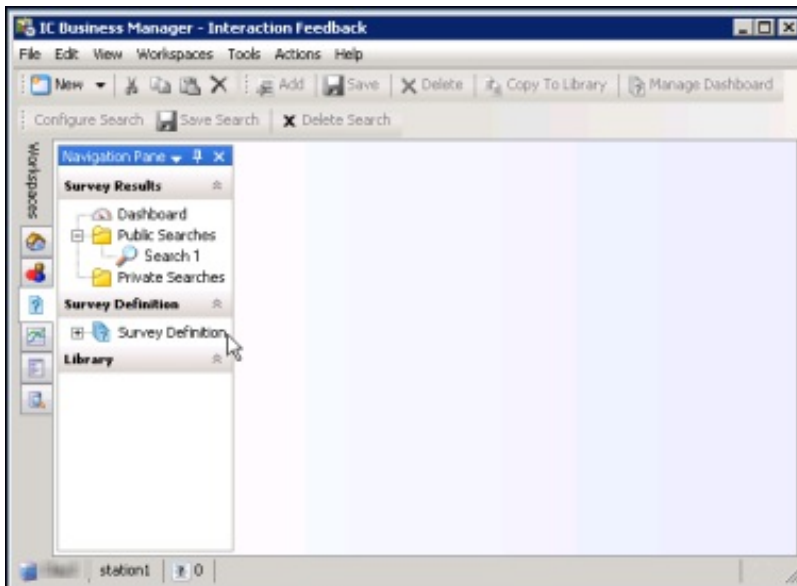 IC Business Manager - Interaction Feedback
File Edit View Workspaces Tools Actions Help
New Add Save Delete Copy To Library Manage Dashboard
Configure Search Save Search Delete Search
Workspaces
Navigation Pane
Survey Results
Dashboard
Public Searches
Search 1
Private Searches
Survey Definition
Survey Definition
Library
station1 0